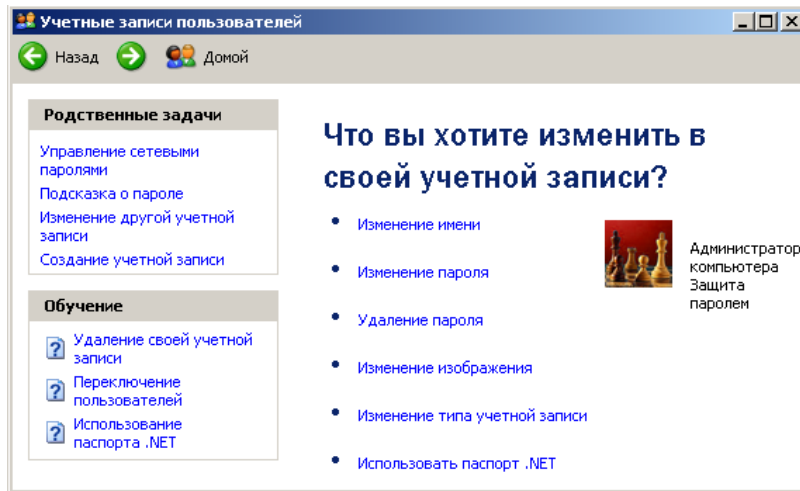 Учетные записи пользователей
Назад
Домой
Родственные задачи
Управление сетевыми
паролями
Подсказка о пароле
Изменение другой учетной
записи
Создание учетной записи
Обучение
Удаление своей учетной
записи
Переключение
пользователей
Использование
паспорта .NET
Что вы хотите изменить в
своей учетной записи?
Изменение имени
Изменение пароля
Удаление пароля
Изменение изображения
Изменение типа учетной записи
Использовать паспорт .NET
Администратор
компьютера
Защита
паролем